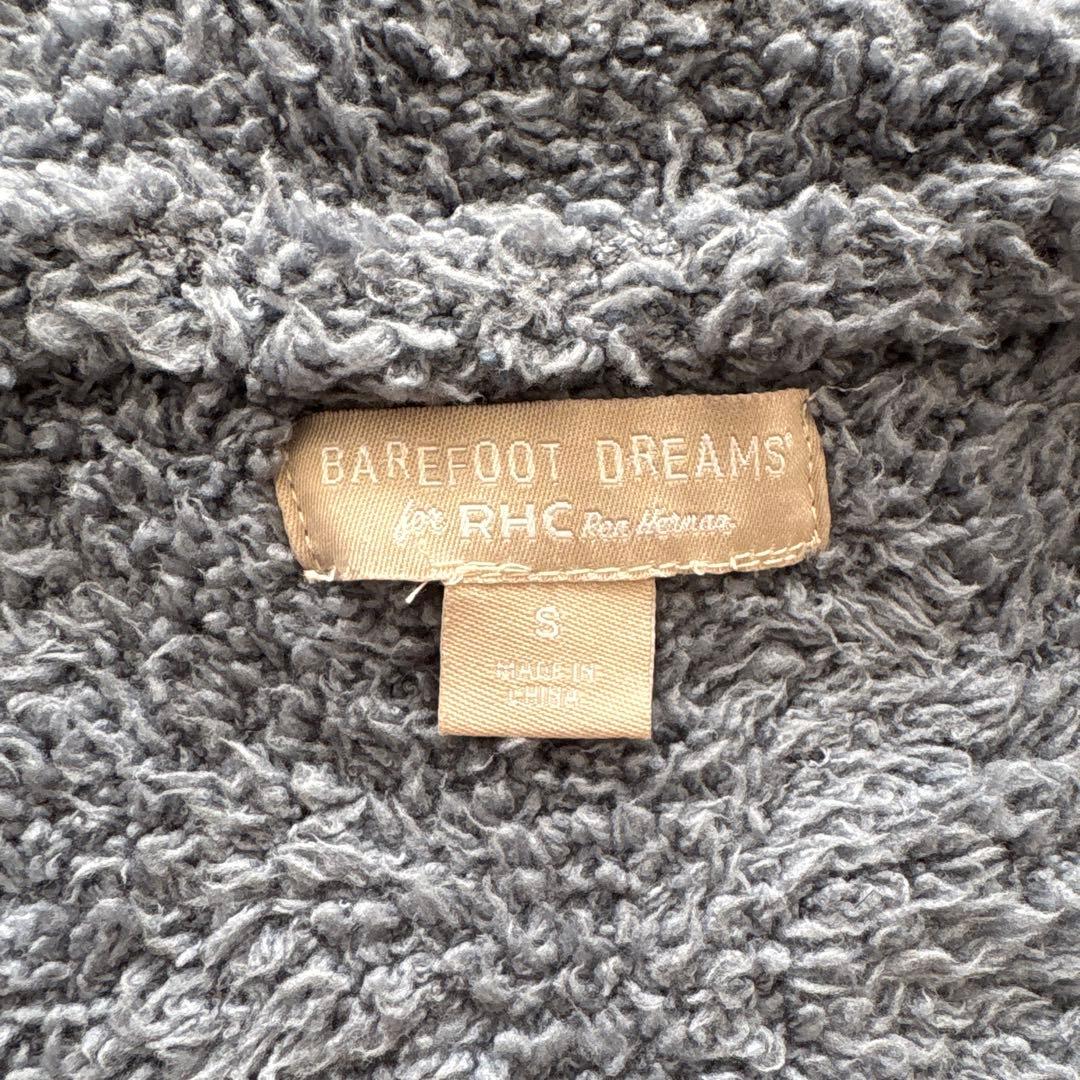 BAREFOOT DREAMS®
for RHC Ron Herman
S
MADE IN
CHINA